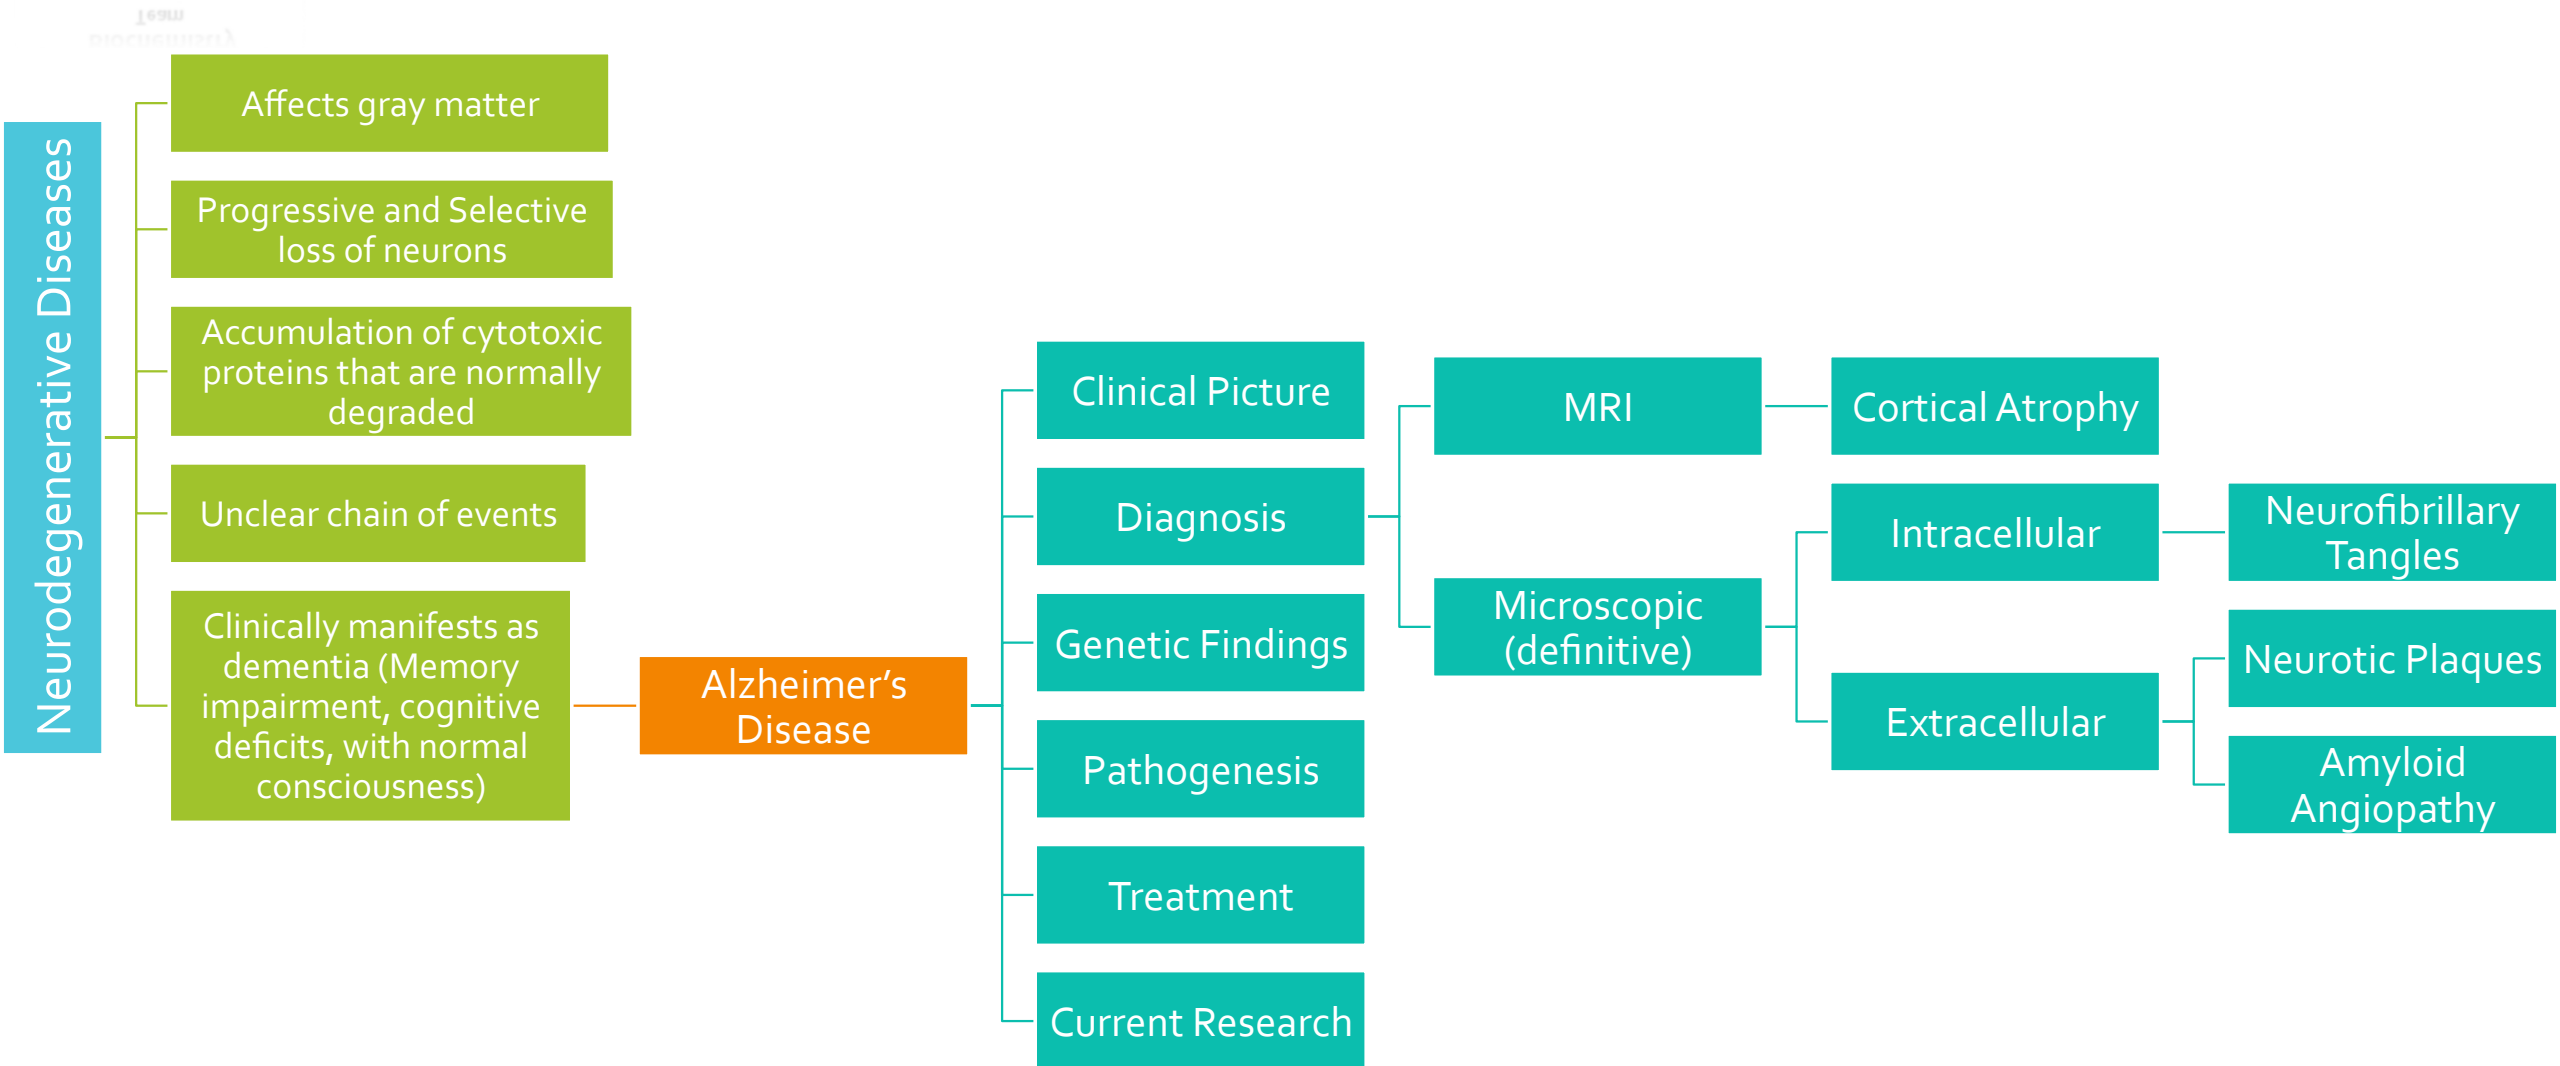 Team
Biochemistry
Neurodegenerative Diseases
Affects gray matter
Progressive and Selective
loss of neurons
Accumulation of cytotoxic
proteins that are normally
degraded
Unclear chain of events
Clinically manifests as
dementia (Memory
impairment, cognitive
deficits, with normal
consciousness)
Alzheimer’s
Disease
Clinical Picture
Diagnosis
Genetic Findings
Pathogenesis
Treatment
Current Research
MRI
Microscopic
(definitive)
Cortical Atrophy
Intracellular
Extracellular
Neurofibrillary
Tangles
Neurotic Plaques
Amyloid
Angiopathy